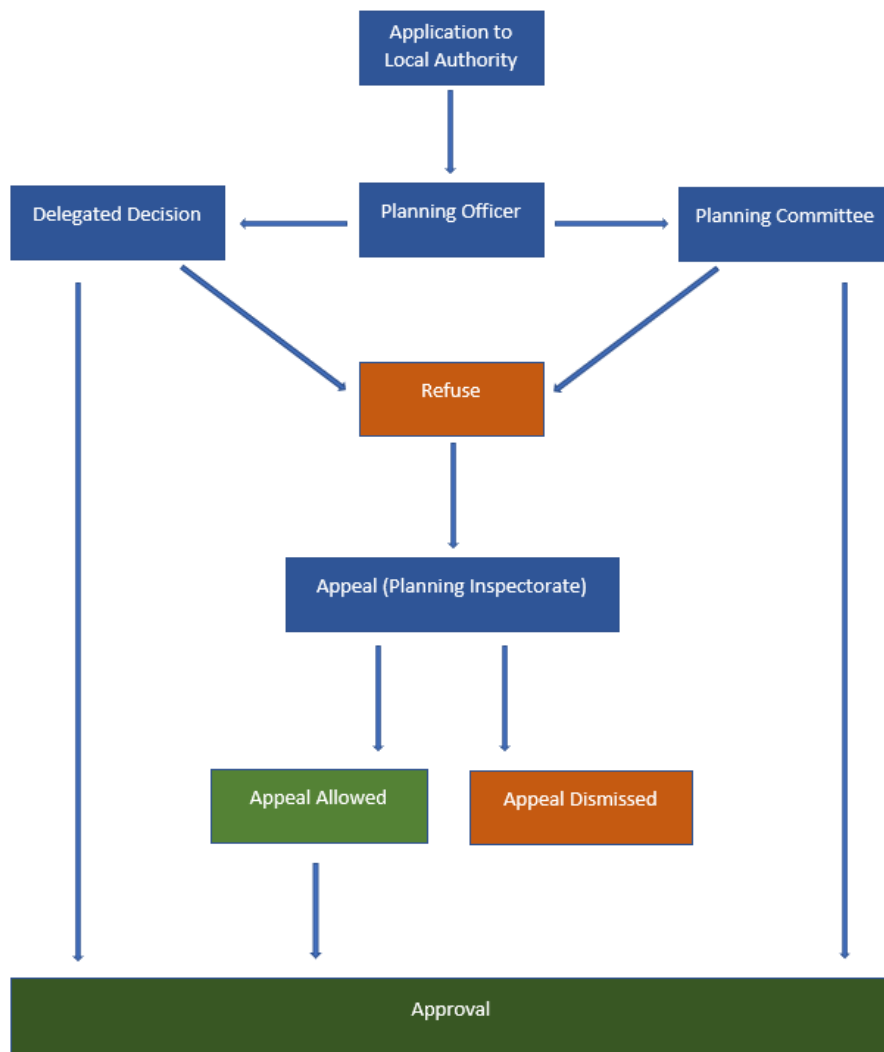 Application to
Local Authority
Delegated Decision
Planning Officer
Planning Committee
Refuse
Appeal (Planning Inspectorate)
Appeal Allowed
Appeal Dismissed
Approval